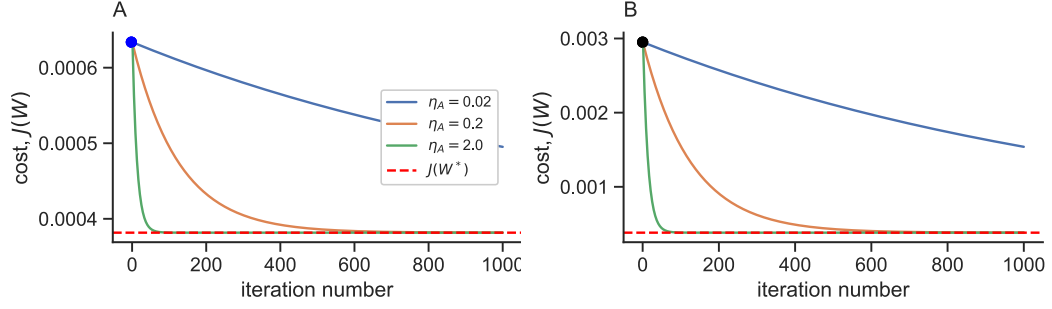 A
cost, J(W)
0.0006
0.0005
0.0004
η_A = 0.02
η_A = 0.2
η_A = 2.0
J(W*)
0 200 400 600 800 1000
iteration number
B
cost, J(W)
0.003
0.002
0.001
0 200 400 600 800 1000
iteration number